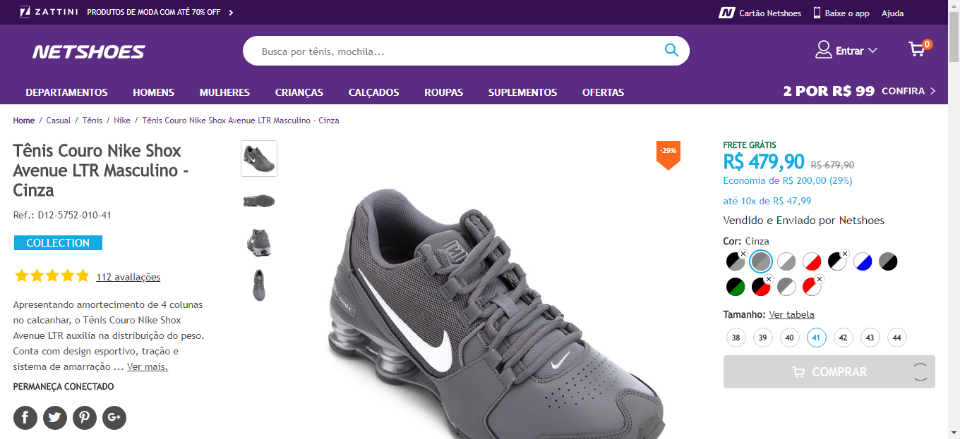 ZATTINI PRODUTOS DE MODA COM ATÉ 70% OFF
Cartão Netshoes Baixe o app Ajuda
NETSHOES
Busca por tênis, mochila...
Entrar
0
DEPARTAMENTOS HOMENS MULHERES CRIANÇAS CALÇADOS ROUPAS SUPLEMENTOS OFERTAS
2 POR R$ 99 CONFIRA
Home / Casual / Tênis / Nike / Tênis Couro Nike Shox Avenue LTR Masculino - Cinza
Tênis Couro Nike Shox
Avenue LTR Masculino -
Cinza
Ref.: D12-5752-010-41
COLLECTION
112 avaliações
Apresentando amortecimento de 4 colunas
no calcanhar, o Tênis Couro Nike Shox
Avenue LTR auxilia na distribuição do peso.
Conta com design esportivo, tração e
sistema de amarração ... Ver mais.
PERMANEÇA CONECTADO
-29%
SHOX
FRETE GRÁTIS
R$ 479,90 R$ 679,90
Economia de R$ 200,00 (29%)
até 10x de R$ 47,99
Vendido e Enviado por Netshoes
Cor: Cinza
Tamanho: Ver tabela
38 39 40 41 42 43 44
COMPRAR